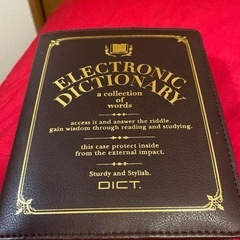 ELECTRONIC
DICTIONARY
a collection
of
words
access it and answer the riddle.
gain wisdom through reading and studying.
this case protect inside
from the external impact.
Sturdy and Stylish.
DICT.